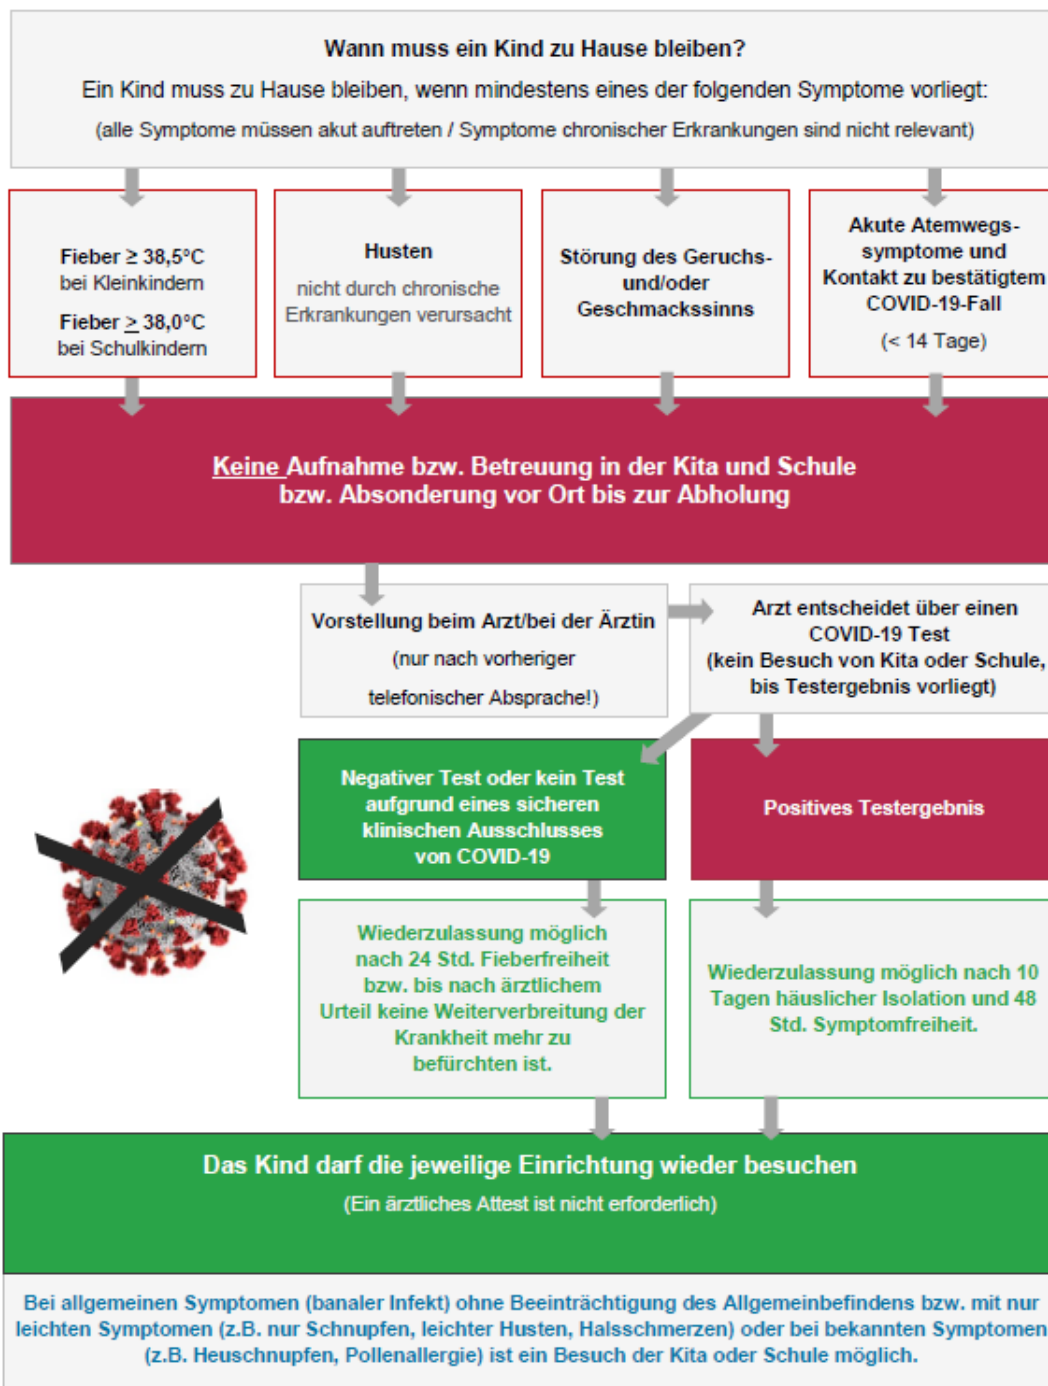 Wann muss ein Kind zu Hause bleiben?
Ein Kind muss zu Hause bleiben, wenn mindestens eines der folgenden Symptome vorliegt:
(alle Symptome müssen akut auftreten / Symptome chronischer Erkrankungen sind nicht relevant)
Fieber ≥ 38,5°C
bei Kleinkindern
Fieber ≥ 38,0°C
bei Schulkindern
Husten
nicht durch chronische
Erkrankungen verursacht
Störung des Geruchs-
und/oder
Geschmackssinns
Akute Atemwegs-
symptome und
Kontakt zu bestätigtem
COVID-19-Fall
(< 14 Tage)
Keine Aufnahme bzw. Betreuung in der Kita und Schule
bzw. Absonderung vor Ort bis zur Abholung
Vorstellung beim Arzt/bei der Ärztin
(nur nach vorheriger
telefonischer Absprache!)
Arzt entscheidet über einen
COVID-19 Test
(kein Besuch von Kita oder Schule,
bis Testergebnis vorliegt)
Negativer Test oder kein Test
aufgrund eines sicheren
klinischen Ausschlusses
von COVID-19
Positives Testergebnis
Wiederzulassung möglich
nach 24 Std. Fieberfreiheit
bzw. bis nach ärztlichem
Urteil keine Weiterverbreitung der
Krankheit mehr zu
befürchten ist.
Wiederzulassung möglich nach 10
Tagen häuslicher Isolation und 48
Std. Symptomfreiheit.
Das Kind darf die jeweilige Einrichtung wieder besuchen
(Ein ärztliches Attest ist nicht erforderlich)
Bei allgemeinen Symptomen (banaler Infekt) ohne Beeinträchtigung des Allgemeinbefindens bzw. mit nur
leichten Symptomen (z.B. nur Schnupfen, leichter Husten, Halsschmerzen) oder bei bekannten Symptomen
(z.B. Heuschnupfen, Pollenallergie) ist ein Besuch der Kita oder Schule möglich.